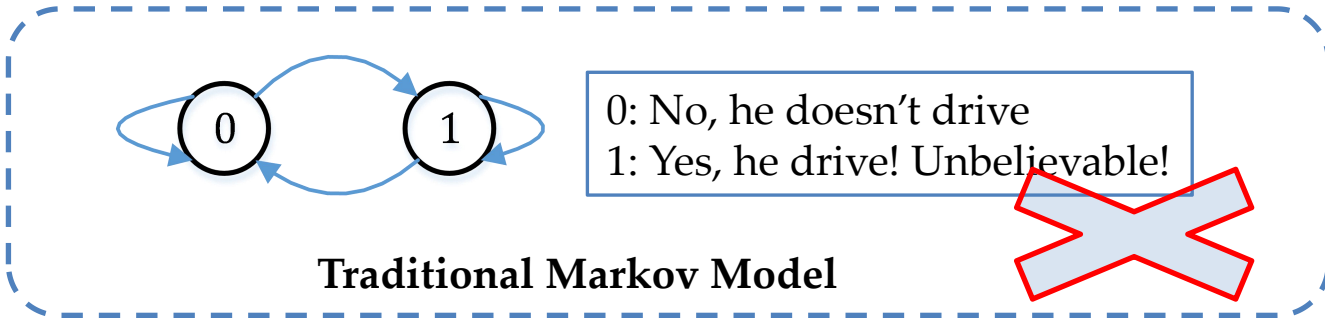 0
1
0: No, he doesn’t drive
1: Yes, he drive! Unbelievable!
Traditional Markov Model